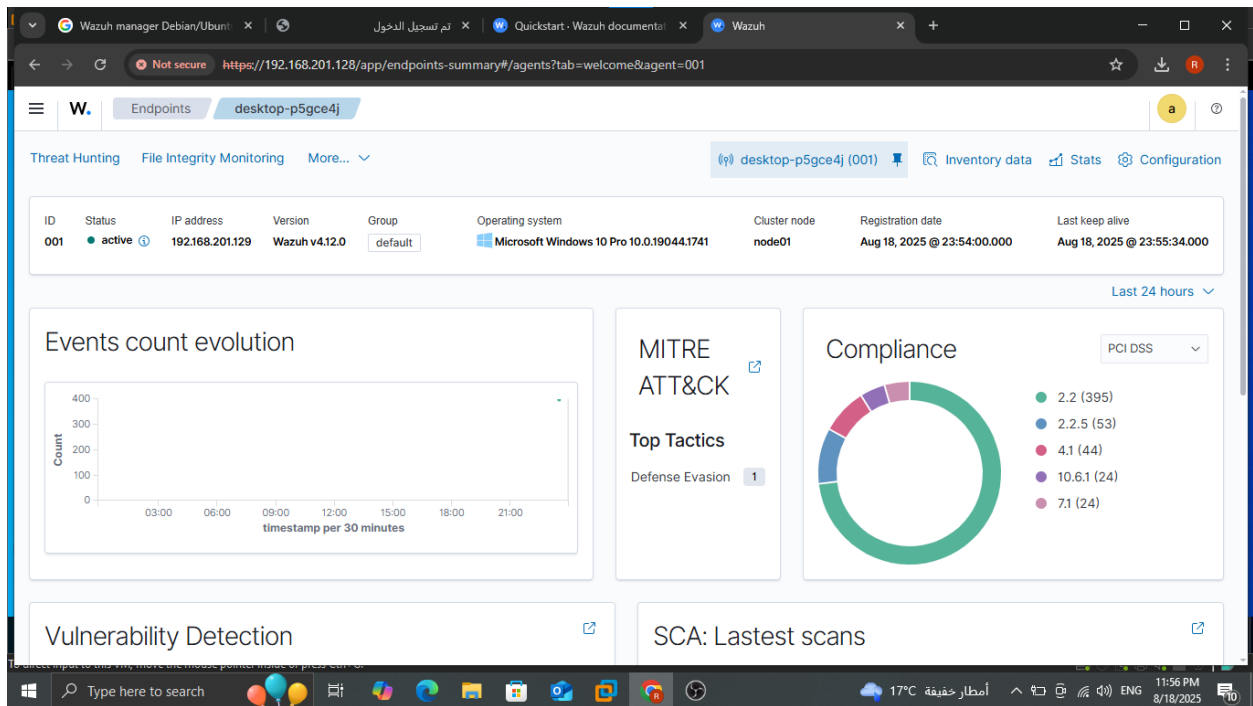 Wazuh manager Debian/Ubunt
تم تسجيل الدخول
Quickstart · Wazuh documentat
Wazuh
Not secure https://192.168.201.128/app/endpoints-summary#/agents?tab=welcome&agent=001
R
W. Endpoints desktop-p5gce4j
a
Threat Hunting File Integrity Monitoring More...
desktop-p5gce4j (001) Inventory data Stats Configuration
ID Status IP address Version Group Operating system Cluster node Registration date Last keep alive
001 active 192.168.201.129 Wazuh v4.12.0 default Microsoft Windows 10 Pro 10.0.19044.1741 node01 Aug 18, 2025 @ 23:54:00.000 Aug 18, 2025 @ 23:55:34.000
Last 24 hours
Events count evolution
400
300
200
100
0
Count
03:00 06:00 09:00 12:00 15:00 18:00 21:00
timestamp per 30 minutes
MITRE
ATT&CK
Top Tactics
Defense Evasion 1
Compliance
PCI DSS
2.2 (395)
2.2.5 (53)
4.1 (44)
10.6.1 (24)
7.1 (24)
Vulnerability Detection
SCA: Lastest scans
Type here to search
17°C أمطار خفيفة
ENG
11:56 PM
8/18/2025
10